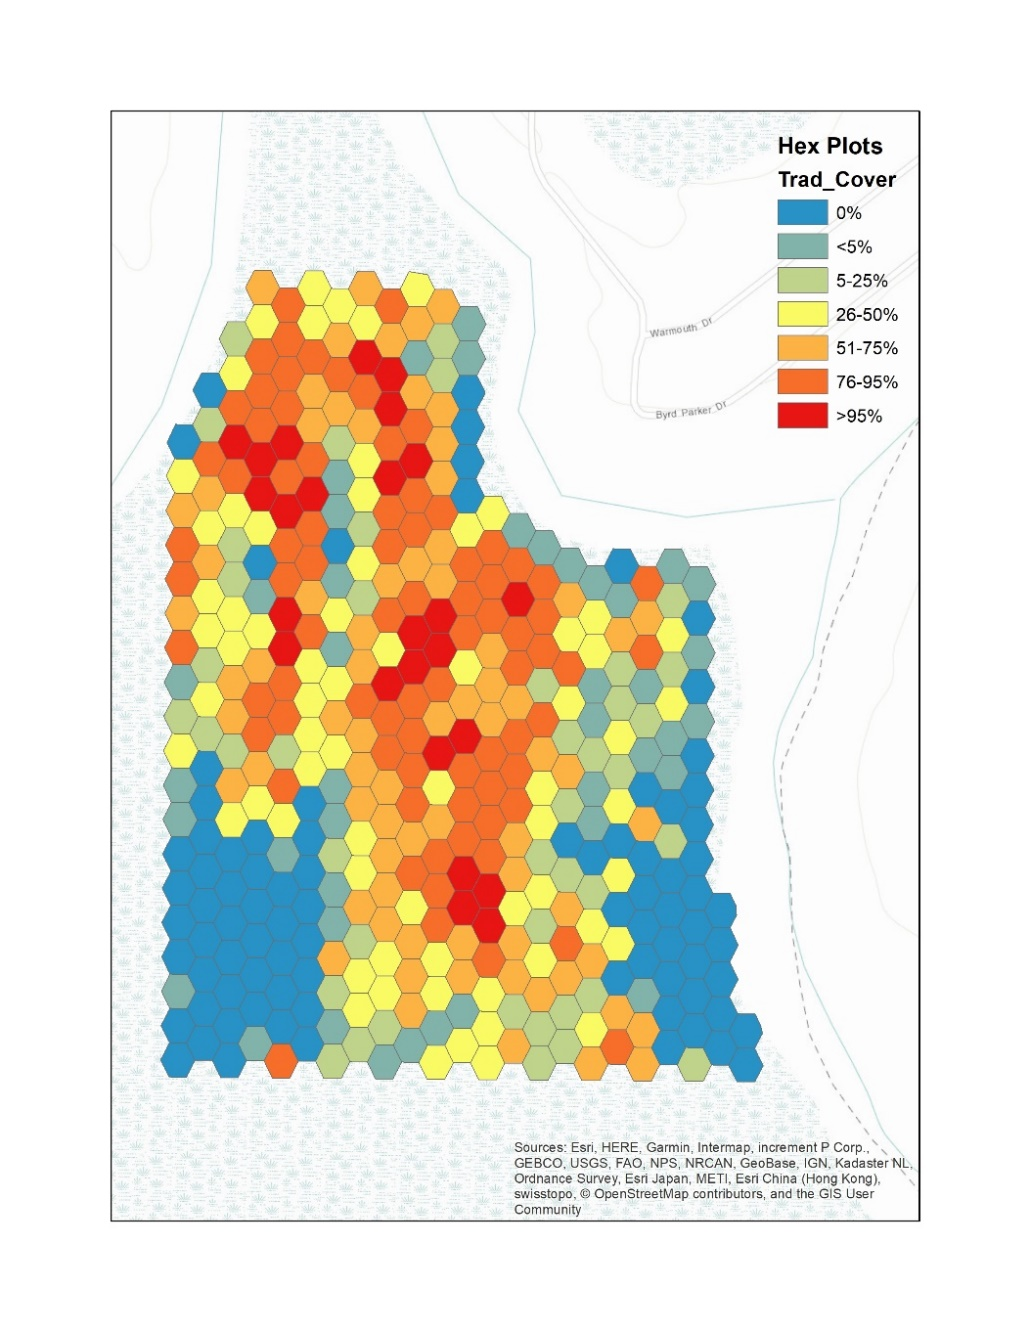 Hex Plots
Trad_Cover
0%
<5%
5-25%
26-50%
51-75%
76-95%
>95%
Warmouth Dr
Byrd Parker Dr
Sources: Esri, HERE, Garmin, Intermap, increment P Corp.,
GEBCO, USGS, FAO, NPS, NRCAN, GeoBase, IGN, Kadaster NL,
Ordnance Survey, Esri Japan, METI, Esri China (Hong Kong),
swisstopo, © OpenStreetMap contributors, and the GIS User
Community